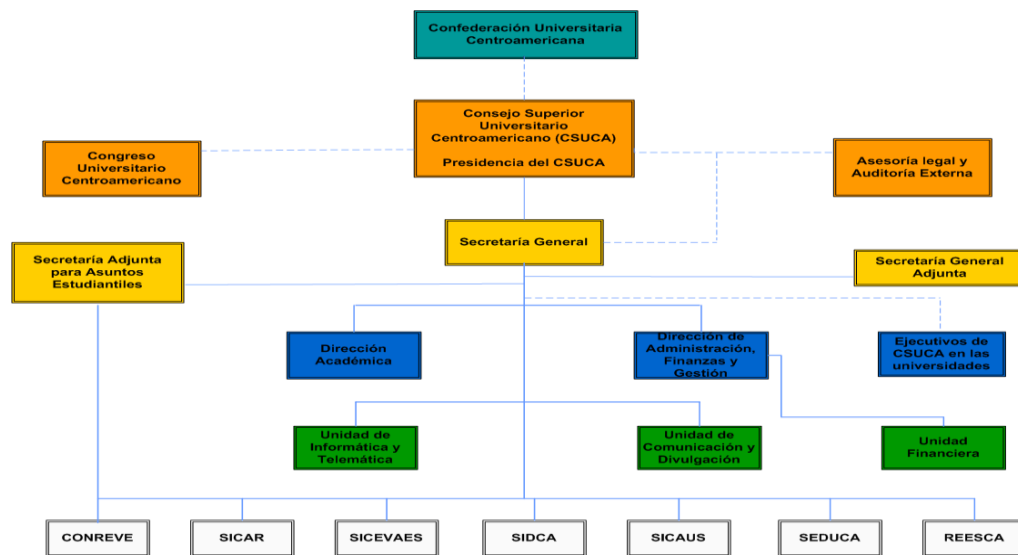 Confederación Universitaria
Centroamericana
Consejo Superior
Universitario
Centroamericano (CSUCA)
Presidencia del CSUCA
Congreso
Universitario
Centroamericano
Asesoría legal y
Auditoría Externa
Secretaría General
Secretaría Adjunta
para Asuntos
Estudiantiles
Secretaría General
Adjunta
Dirección
Académica
Dirección de
Administración,
Finanzas y
Gestión
Ejecutivos de
CSUCA en las
universidades
Unidad de
Informática y
Telemática
Unidad de
Comunicación y
Divulgación
Unidad
Financiera
CONREVE
SICAR
SICEVAES
SIDCA
SICAUS
SEDUCA
REESCA